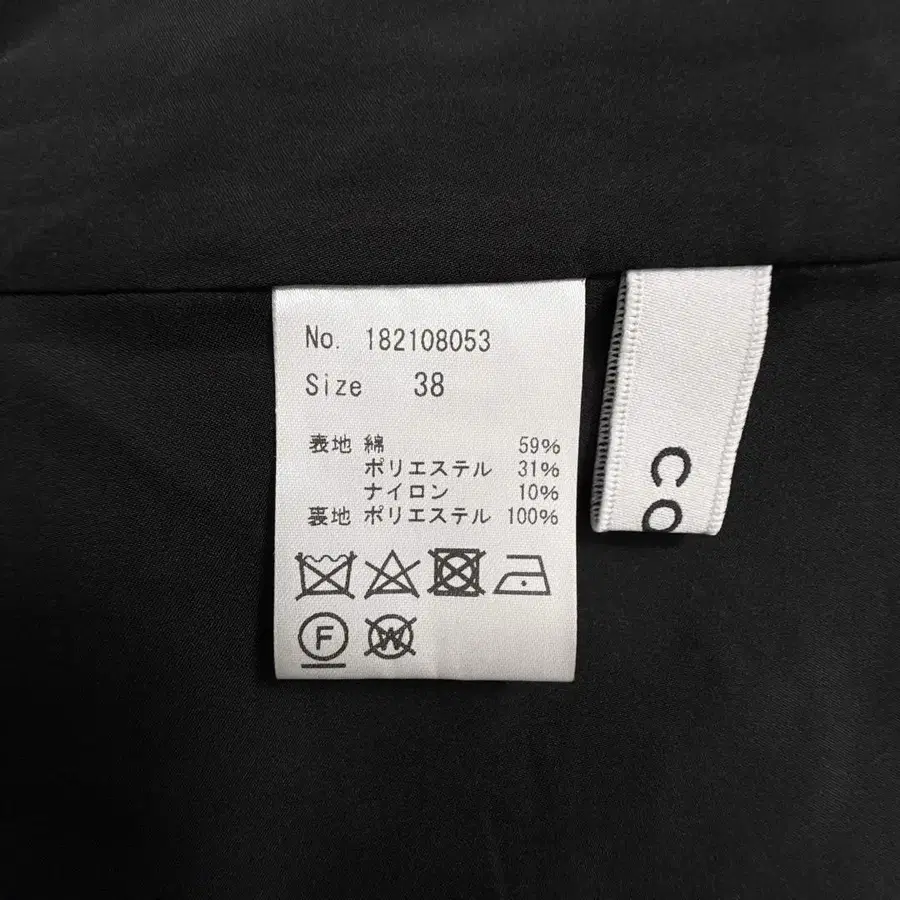 No. 182108053
Size 38
表地 綿 59%
ポリエステル 31%
ナイロン 10%
裏地 ポリエステル 100%
F
W
CO